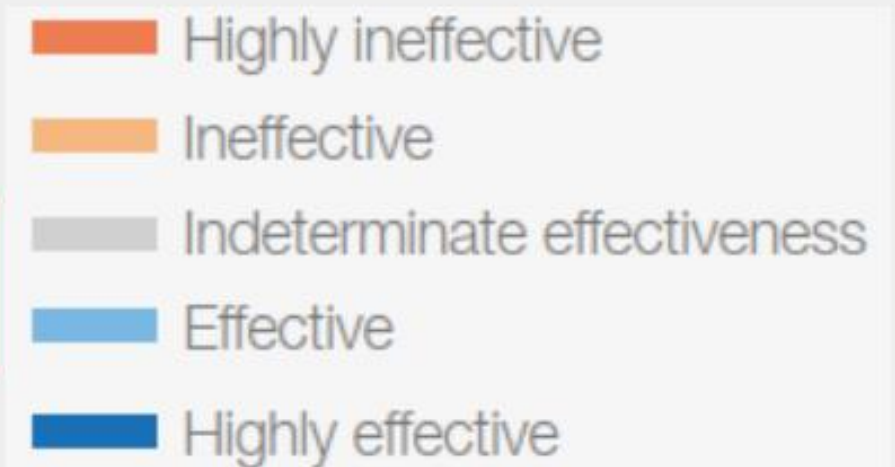 Highly ineffective
Ineffective
Indeterminate effectiveness
Effective
Highly effective